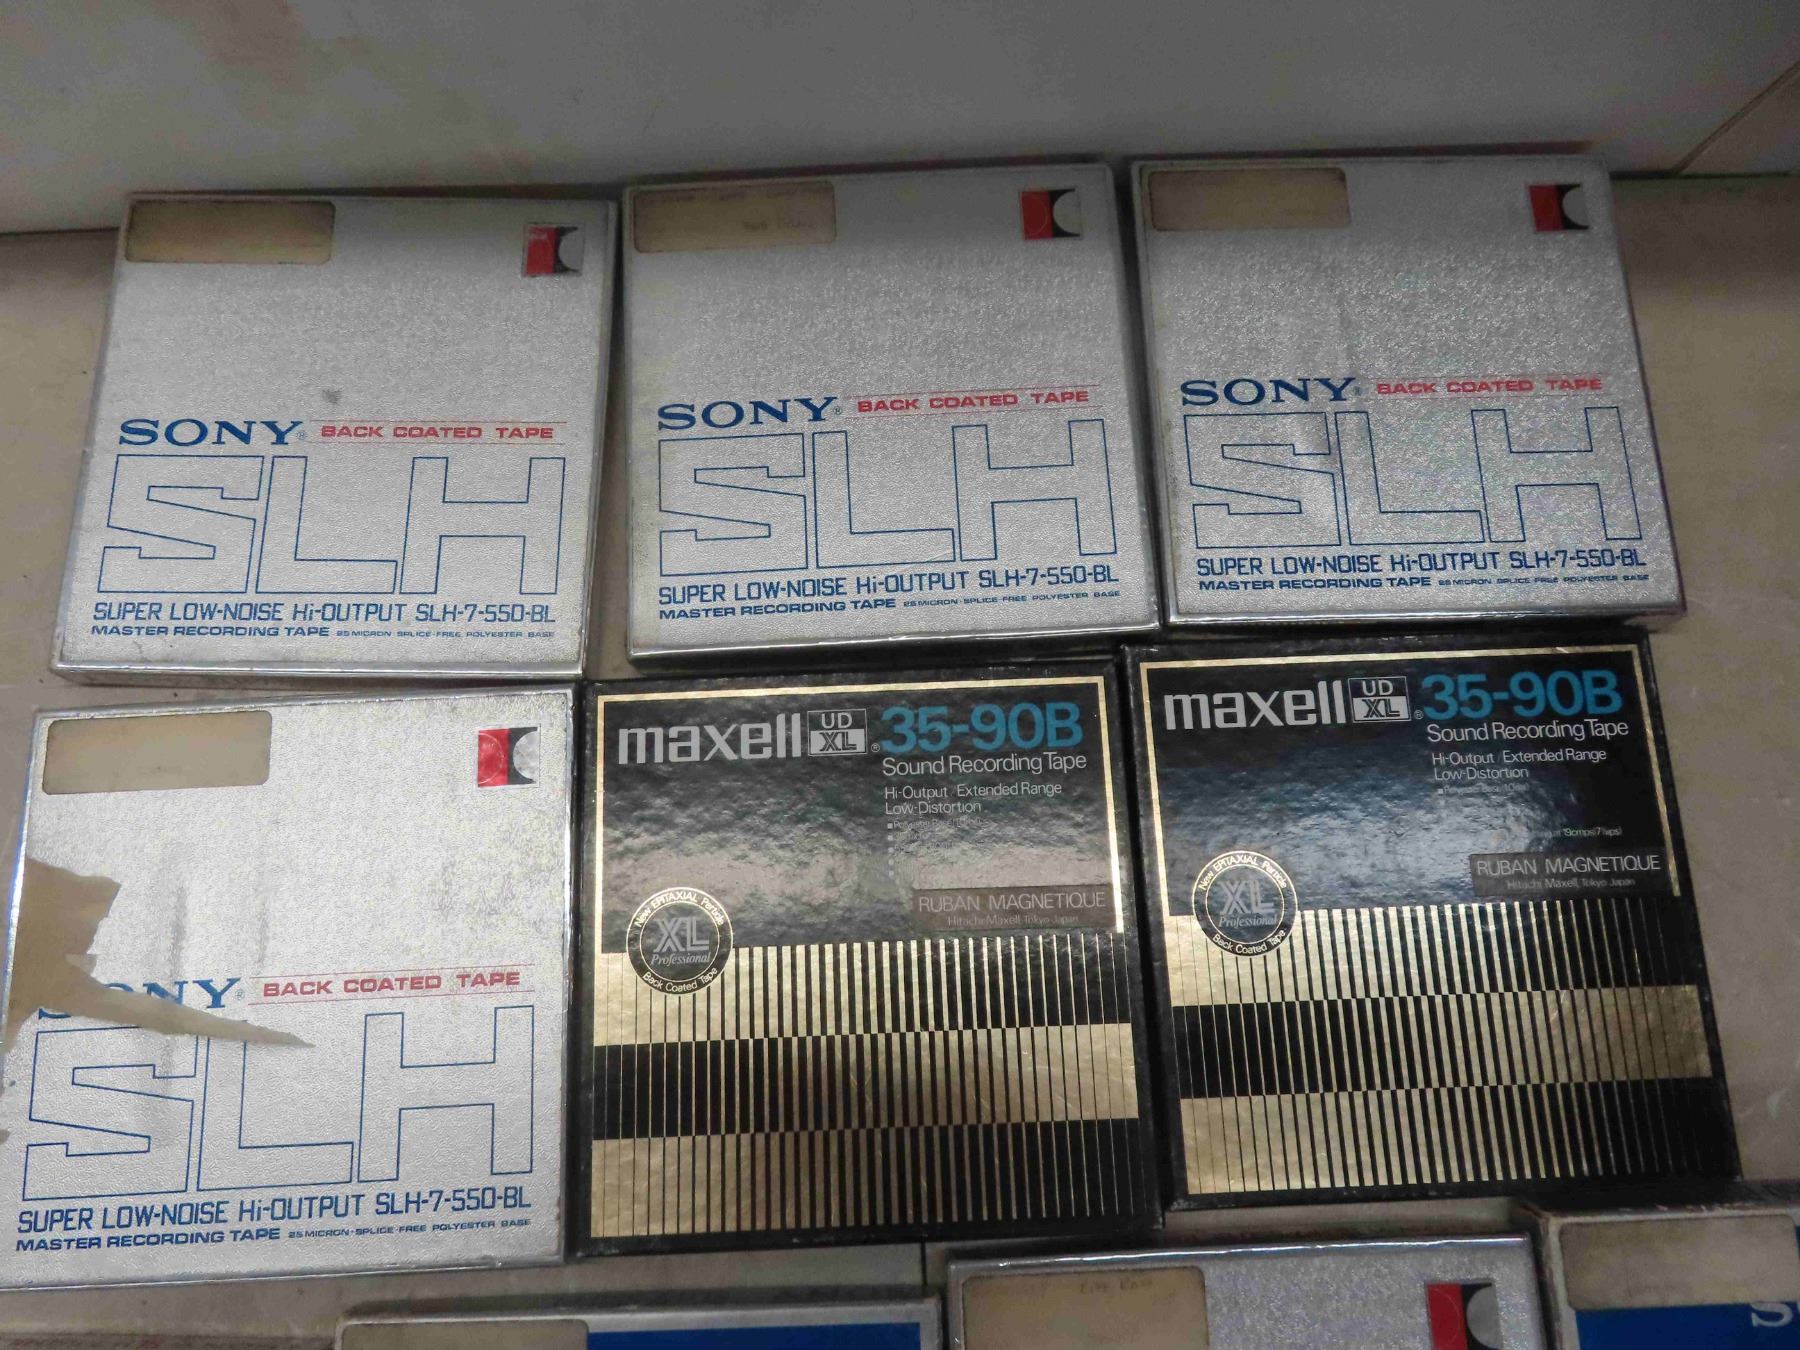 SONY® BACK COATED TAPE
SLH
SUPER LOW-NOISE Hi-OUTPUT SLH-7-550-BL
MASTER RECORDING TAPE 25 MICRON·SPLICE-FREE POLYESTER BASE
SONY® BACK COATED TAPE
SLH
SUPER LOW-NOISE Hi-OUTPUT SLH-7-550-BL
MASTER RECORDING TAPE 25 MICRON·SPLICE-FREE POLYESTER BASE
SONY® BACK COATED TAPE
SLH
SUPER LOW-NOISE Hi-OUTPUT SLH-7-550-BL
MASTER RECORDING TAPE 25 MICRON·SPLICE-FREE POLYESTER BASE
ONY® BACK COATED TAPE
SLH
SUPER LOW-NOISE Hi-OUTPUT SLH-7-550-BL
MASTER RECORDING TAPE 25 MICRON·SPLICE-FREE POLYESTER BASE
maxell UD XL® 35-90B
Sound Recording Tape
Hi-Output / Extended Range
Low-Distortion
RUBAN MAGNETIQUE
Hitachi Maxell, Tokyo Japan
New EPITAXIAL Particle
XL
Professional
Back Coated Tape
maxell UD XL® 35-90B
Sound Recording Tape
Hi-Output / Extended Range
Low-Distortion
RUBAN MAGNETIQUE
Hitachi Maxell, Tokyo Japan
New EPITAXIAL Particle
XL
Professional
Back Coated Tape